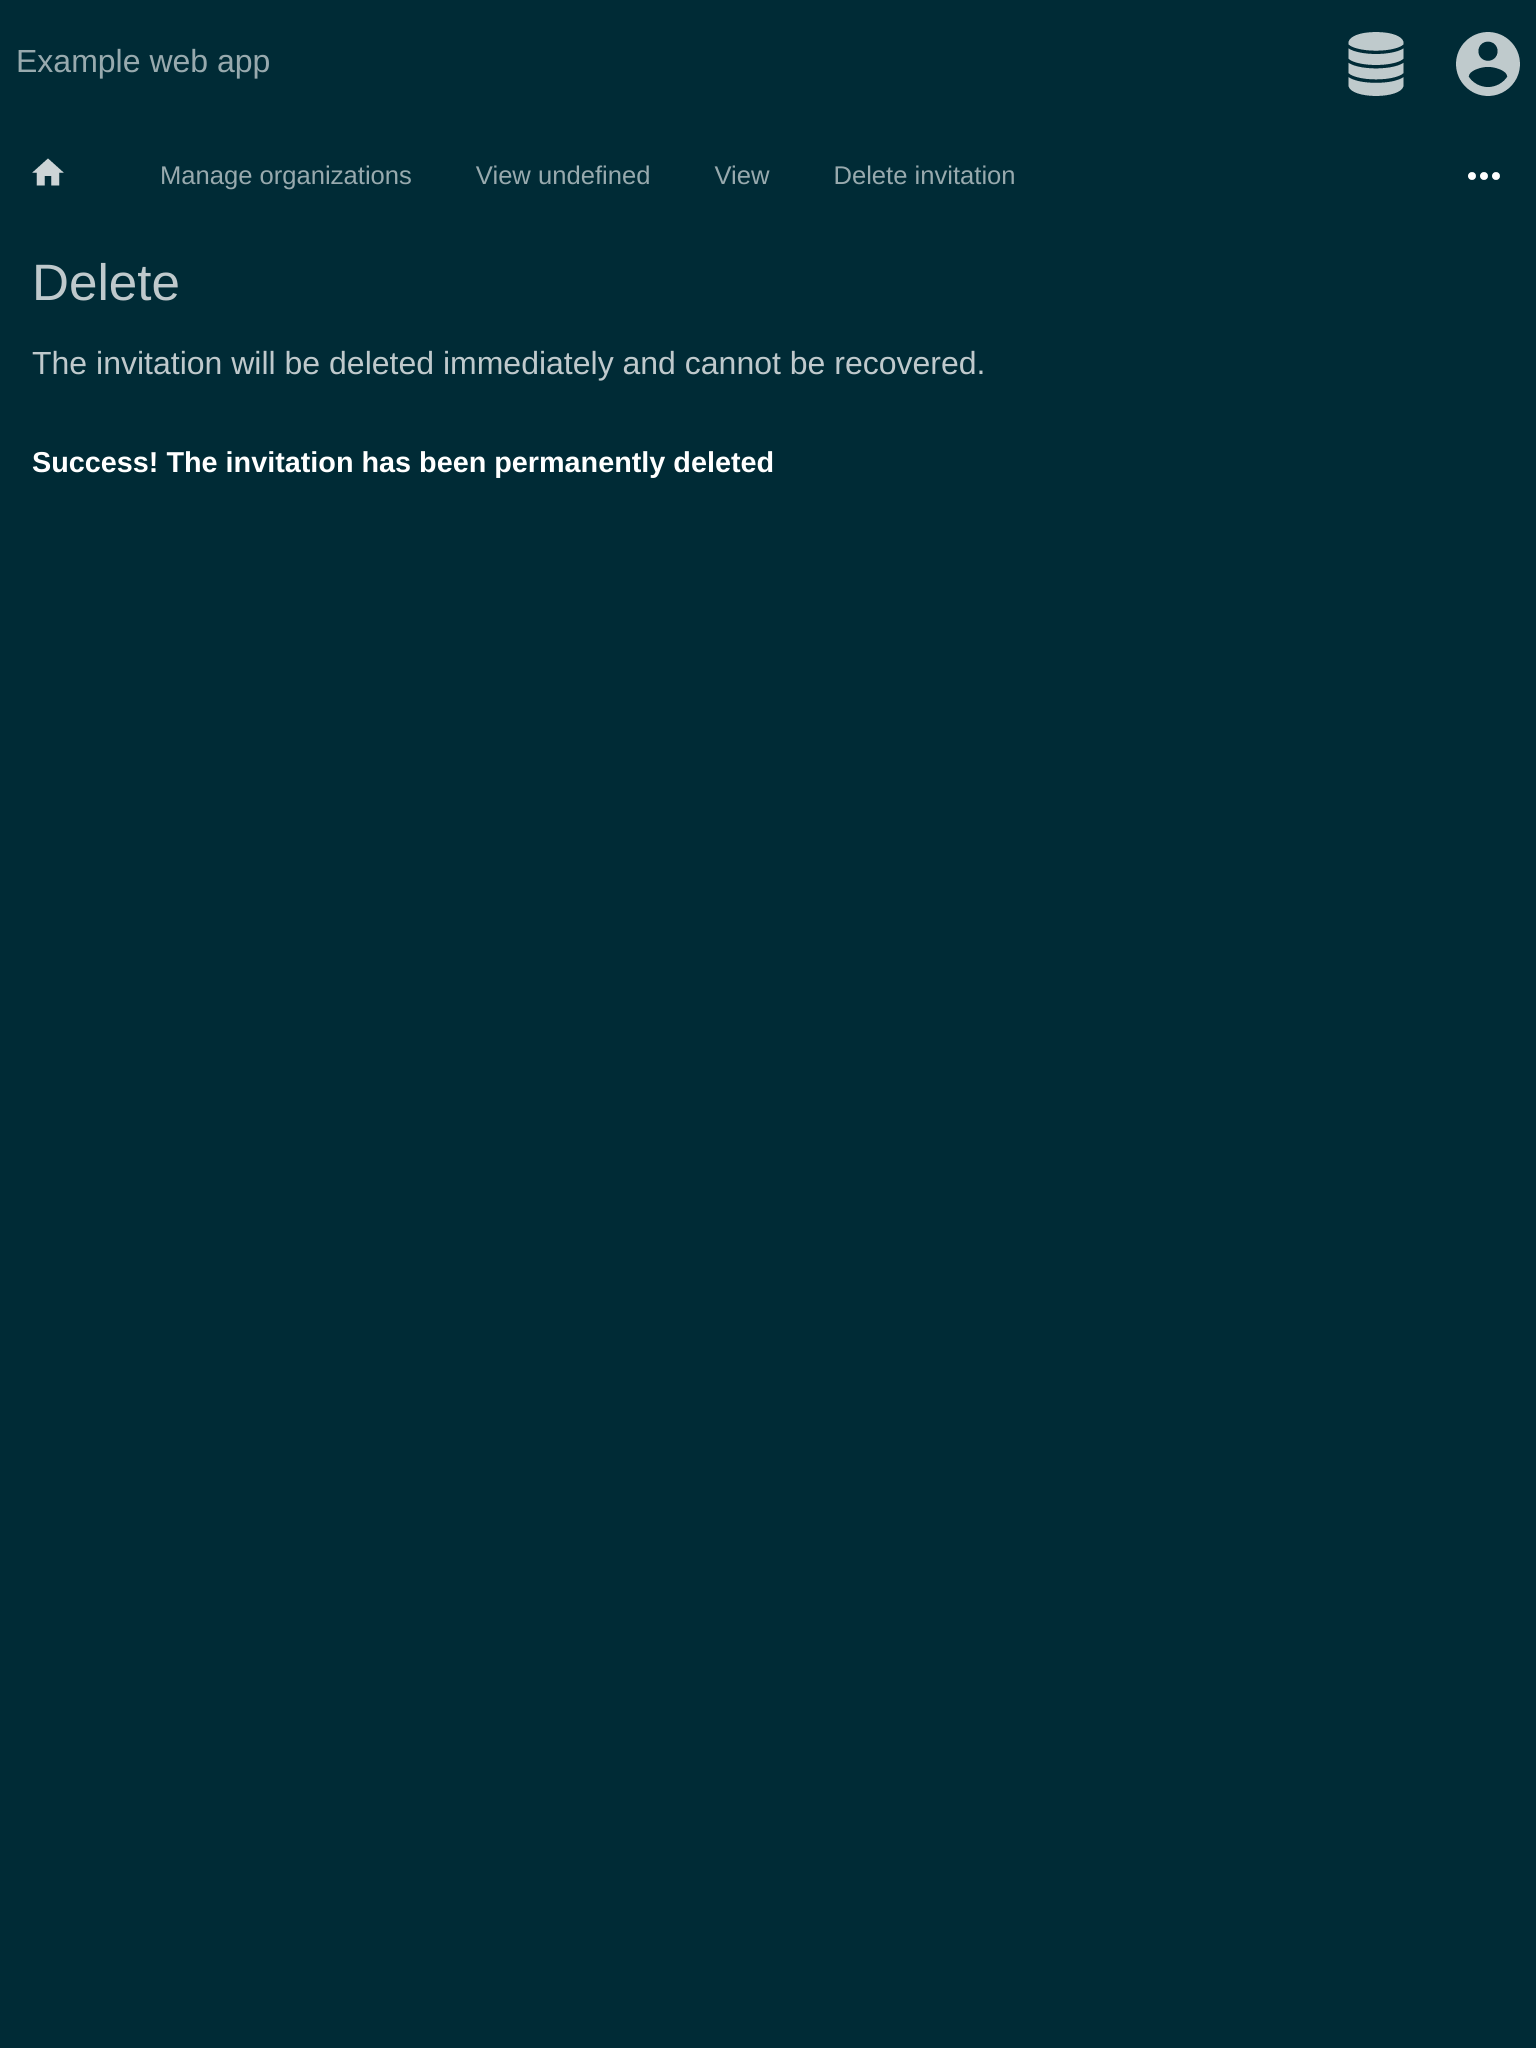 Example web app
Manage organizations View undefined View Delete invitation
Delete
The invitation will be deleted immediately and cannot be recovered.
Success! The invitation has been permanently deleted